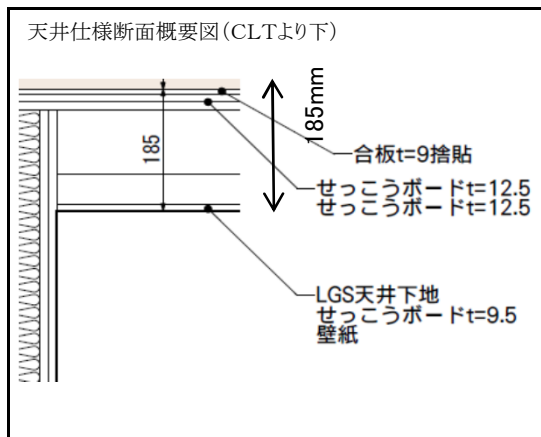 天井仕様断面概要図(CLTより下)
185
185mm
合板t=9捨貼
せっこうボードt=12.5
せっこうボードt=12.5
LGS天井下地
せっこうボードt=9.5
壁紙